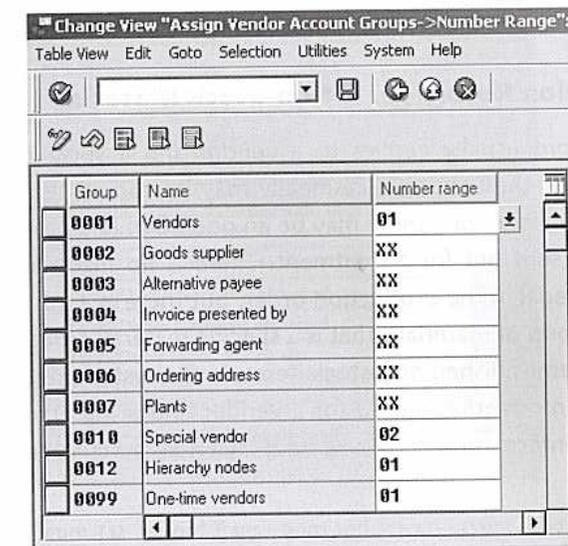 Change View "Assign Vendor Account Groups->Number Range":
Table View Edit Goto Selection Utilities System Help
Group Name Number range
0001 Vendors 01
0002 Goods supplier XX
0003 Alternative payee XX
0004 Invoice presented by XX
0005 Forwarding agent XX
0006 Ordering address XX
0007 Plants XX
0010 Special vendor 02
0012 Hierarchy nodes 01
0099 One-time vendors 01